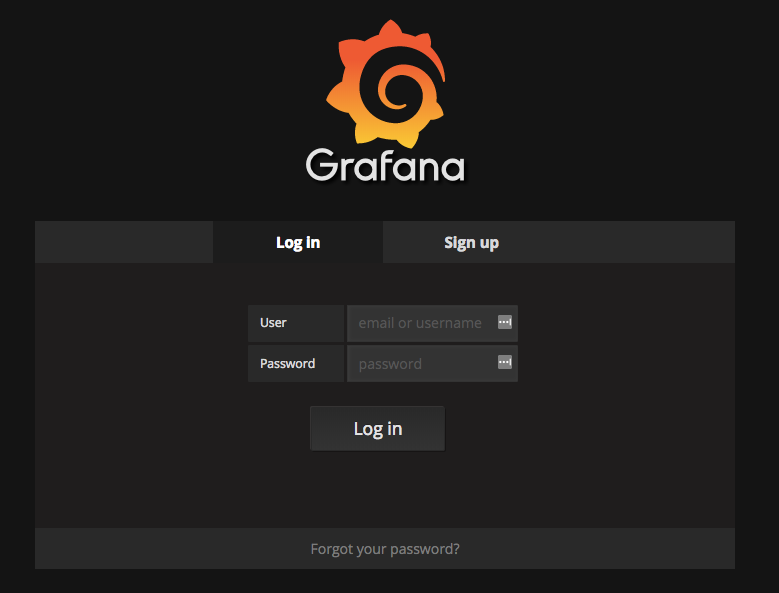 Grafana
Log in Sign up
User email or username
Password password
Log in
Forgot your password?